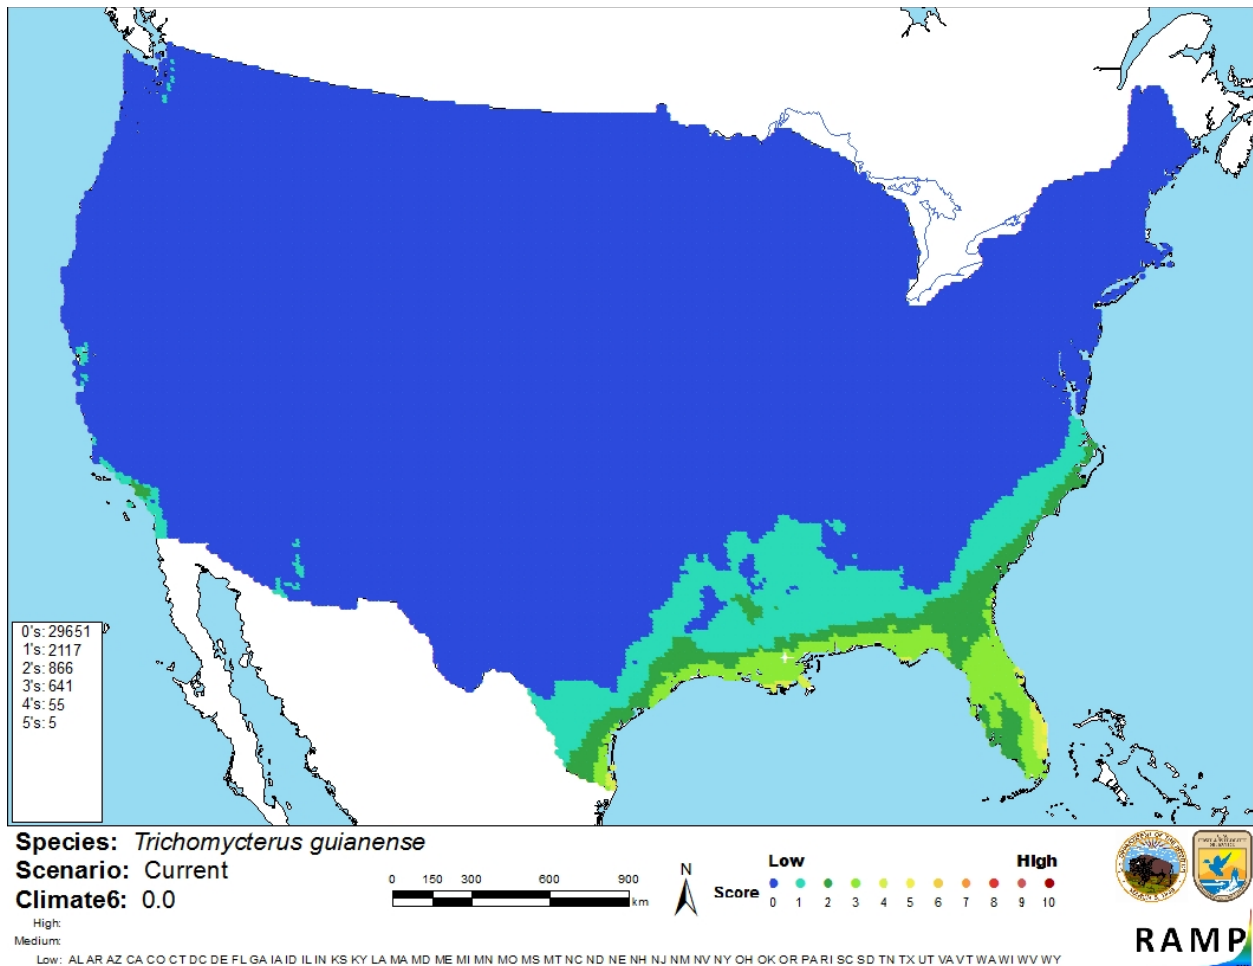 0's: 29651
1's: 2117
2's: 866
3's: 641
4's: 55
5's: 5
Species: Trichomycterus guianense
Scenario: Current
Climate6: 0.0
High:
Medium:
Low: AL AR AZ CA CO CT DC DE FL GA IA ID IL IN KS KY LA MA MD ME MI MN MO MS MT NC ND NE NH NJ NM NV NY OH OK OR PA RI SC SD TN TX UT VA VT WA WI WV WY
0 150 300 600 900
km
N
Low High
Score
0 1 2 3 4 5 6 7 8 9 10
RAMP